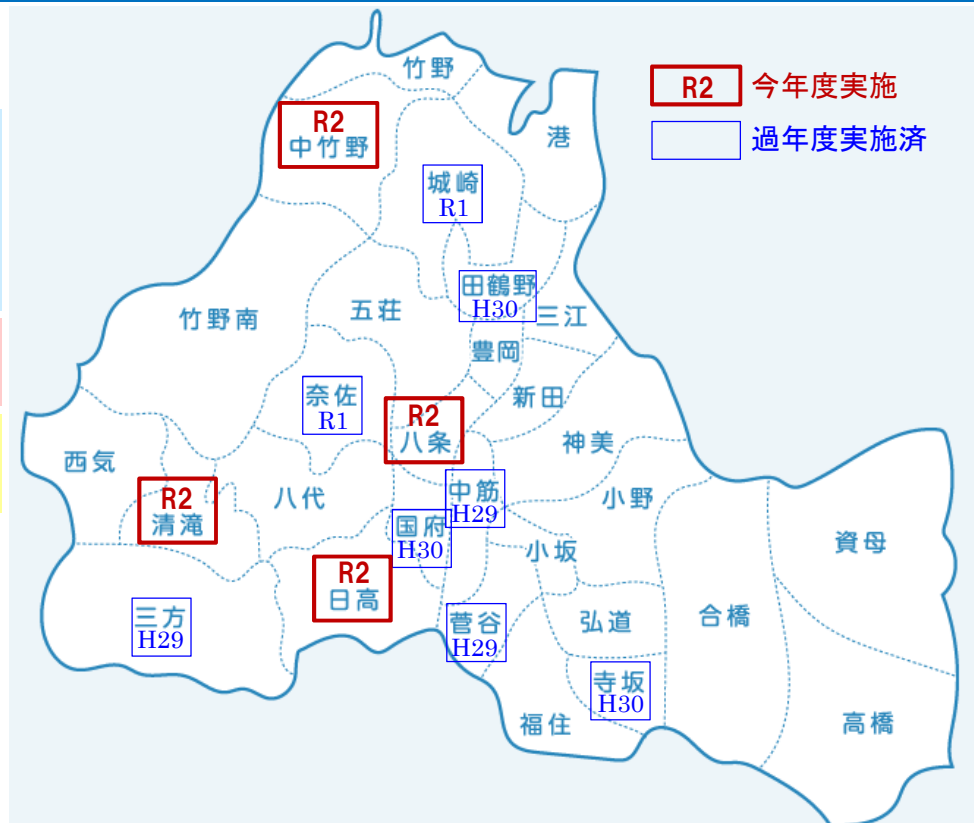 竹野
R2
今年度実施
過年度実施済
港
R2
中竹野
城崎
R1
田鶴野
H30
五荘
三江
竹野南
豊岡
新田
奈佐
R1
R2
八条
神美
西気
八代
中筋
H29
小野
R2
清滝
国府
H30
小坂
資母
R2
日高
三方
H29
菅谷
H29
弘道
合橋
寺坂
H30
福住
高橋